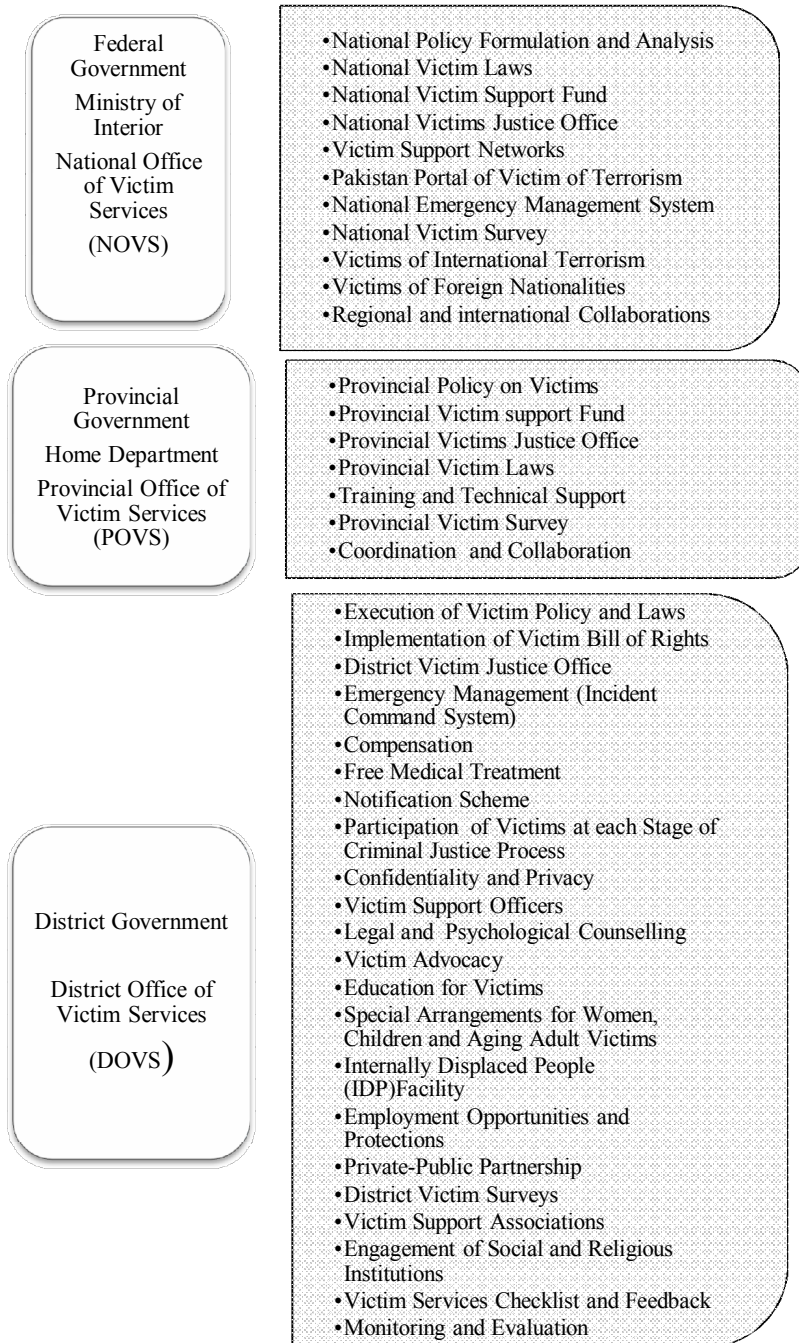 Federal
Government
Ministry of
Interior
National Office
of Victim
Services
(NOVS)
•National Policy Formulation and Analysis
•National Victim Laws
•National Victim Support Fund
•National Victims Justice Office
•Victim Support Networks
•Pakistan Portal of Victim of Terrorism
•National Emergency Management System
•National Victim Survey
•Victims of International Terrorism
•Victims of Foreign Nationalities
•Regional and international Collaborations
Provincial
Government
Home Department
Provincial Office of
Victim Services
(POVS)
•Provincial Policy on Victims
•Provincial Victim support Fund
•Provincial Victims Justice Office
•Provincial Victim Laws
•Training and Technical Support
•Provincial Victim Survey
•Coordination and Collaboration
District Government
District Office of
Victim Services
(DOVS)
•Execution of Victim Policy and Laws
•Implementation of Victim Bill of Rights
•District Victim Justice Office
•Emergency Management (Incident
Command System)
•Compensation
•Free Medical Treatment
•Notification Scheme
•Participation of Victims at each Stage of
Criminal Justice Process
•Confidentiality and Privacy
•Victim Support Officers
•Legal and Psychological Counselling
•Victim Advocacy
•Education for Victims
•Special Arrangements for Women,
Children and Aging Adult Victims
•Internally Displaced People
(IDP)Facility
•Employment Opportunities and
Protections
•Private-Public Partnership
•District Victim Surveys
•Victim Support Associations
•Engagement of Social and Religious
Institutions
•Victim Services Checklist and Feedback
•Monitoring and Evaluation